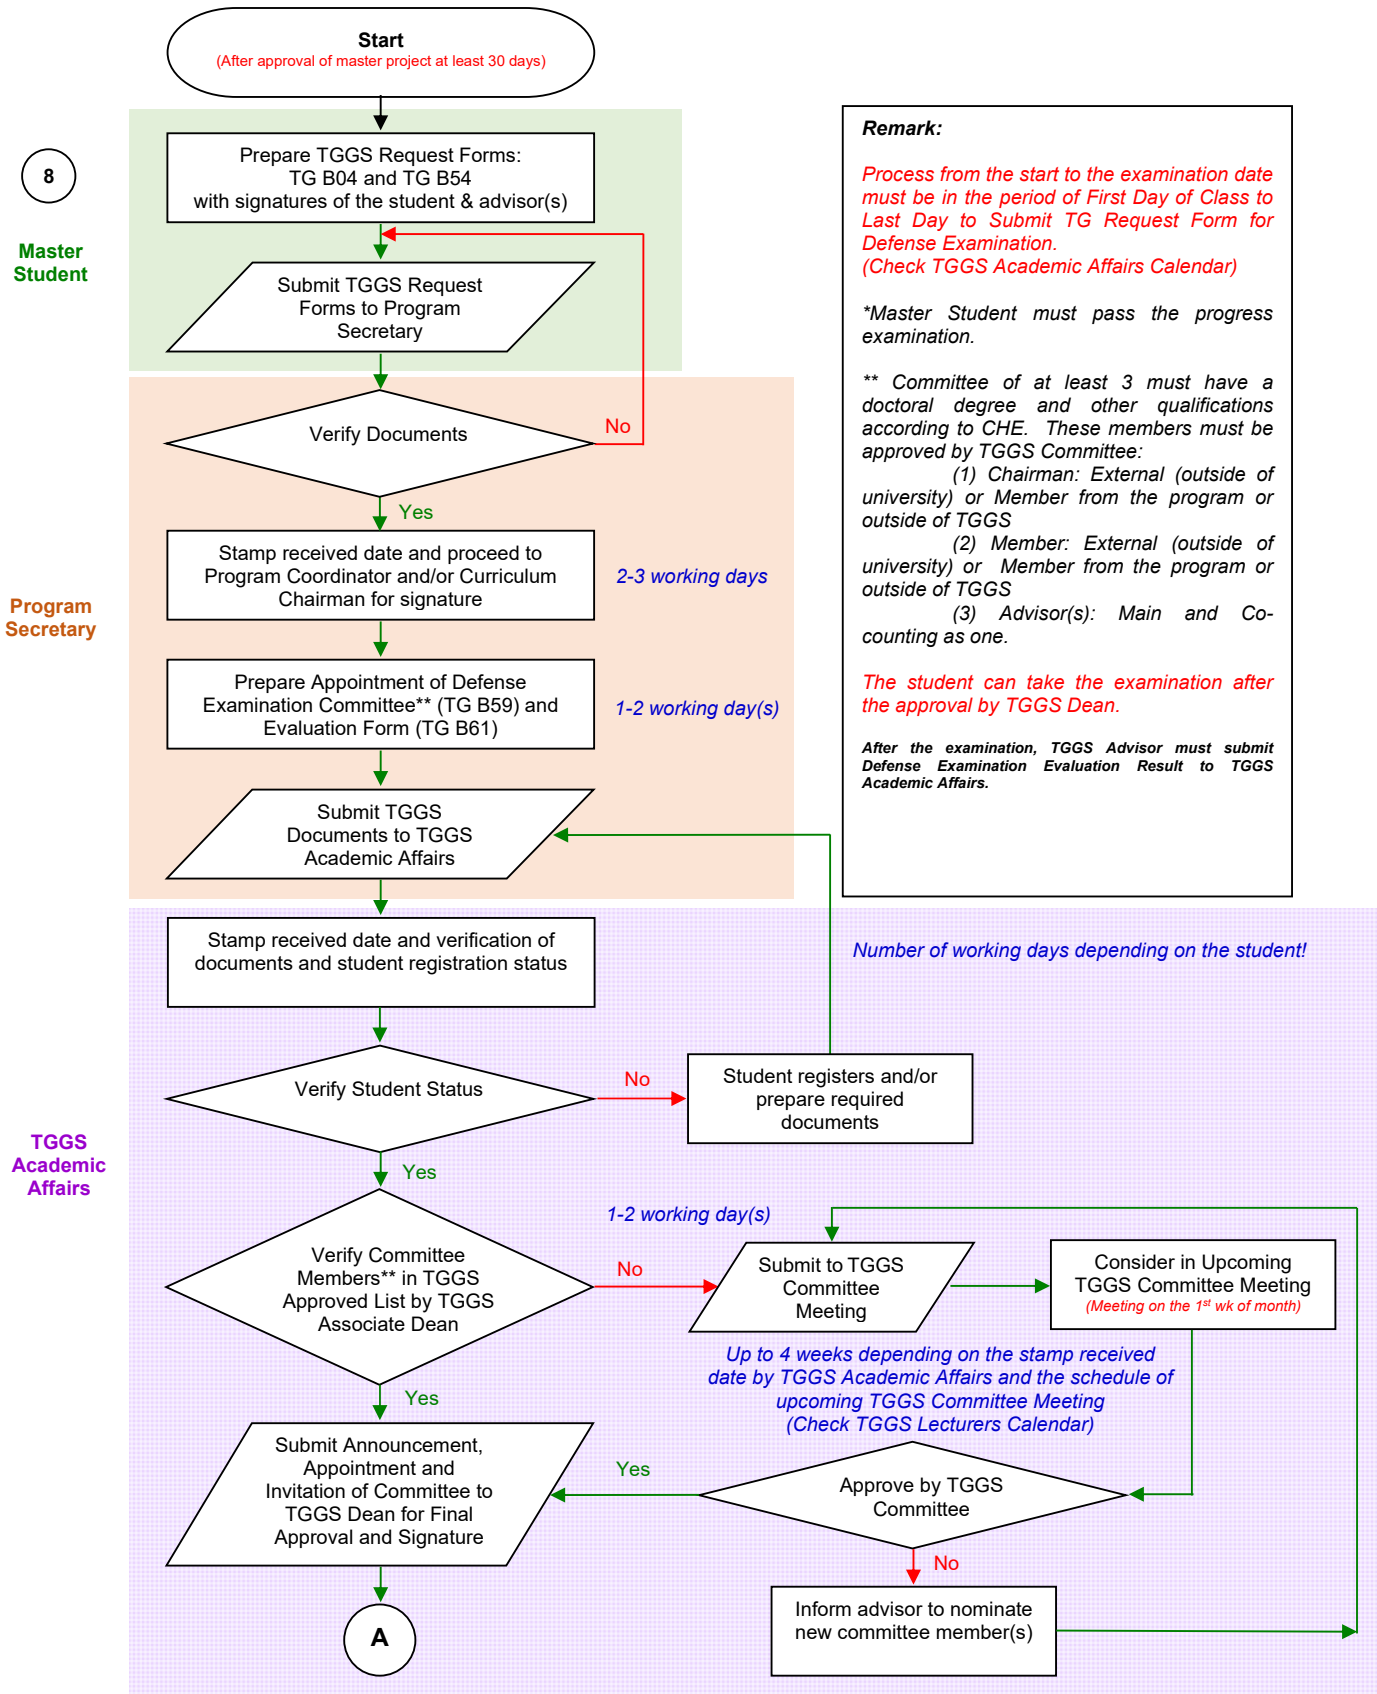 Start
(After approval of master project at least 30 days)
8
Master
Student
Prepare TGGS Request Forms:
TG B04 and TG B54
with signatures of the student & advisor(s)
Submit TGGS Request
Forms to Program
Secretary
Remark:
Process from the start to the examination date
must be in the period of First Day of Class to
Last Day to Submit TG Request Form for
Defense Examination.
(Check TGGS Academic Affairs Calendar)
*Master Student must pass the progress
examination.
** Committee of at least 3 must have a
doctoral degree and other qualifications
according to CHE. These members must be
approved by TGGS Committee:
(1) Chairman: External (outside of
university) or Member from the program or
outside of TGGS
(2) Member: External (outside of
university) or Member from the program or
outside of TGGS
(3) Advisor(s): Main and Co-
counting as one.
The student can take the examination after
the approval by TGGS Dean.
After the examination, TGGS Advisor must submit
Defense Examination Evaluation Result to TGGS
Academic Affairs.
Program
Secretary
Verify Documents
No
Yes
Stamp received date and proceed to
Program Coordinator and/or Curriculum
Chairman for signature
2-3 working days
Prepare Appointment of Defense
Examination Committee** (TG B59) and
Evaluation Form (TG B61)
1-2 working day(s)
Submit TGGS
Documents to TGGS
Academic Affairs
TGGS
Academic
Affairs
Stamp received date and verification of
documents and student registration status
Number of working days depending on the student!
Verify Student Status
No
Student registers and/or
prepare required
documents
Yes
1-2 working day(s)
Verify Committee
Members** in TGGS
Approved List by TGGS
Associate Dean
No
Submit to TGGS
Committee
Meeting
Consider in Upcoming
TGGS Committee Meeting
(Meeting on the 1st wk of month)
Up to 4 weeks depending on the stamp received
date by TGGS Academic Affairs and the schedule of
upcoming TGGS Committee Meeting
(Check TGGS Lecturers Calendar)
Yes
Submit Announcement,
Appointment and
Invitation of Committee to
TGGS Dean for Final
Approval and Signature
Yes
Approve by TGGS
Committee
No
Inform advisor to nominate
new committee member(s)
A